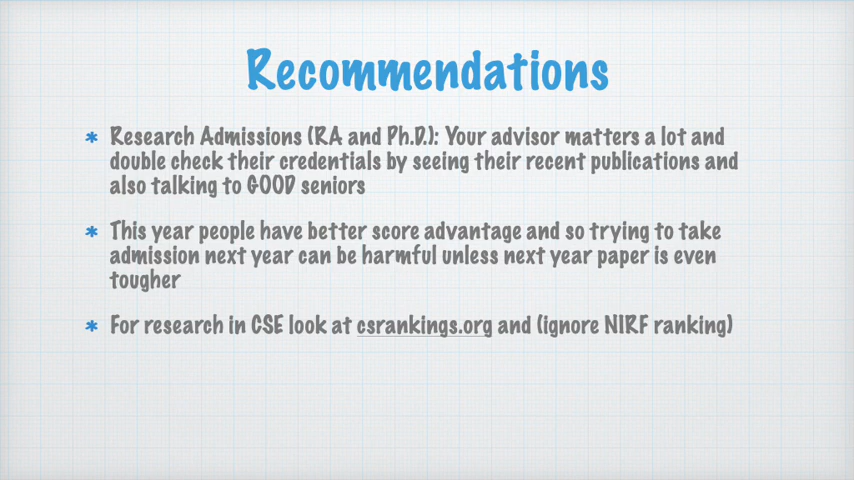 Recommendations
* Research Admissions (RA and Ph.D.): Your advisor matters a lot and
double check their credentials by seeing their recent publications and
also talking to GOOD seniors
* This year people have better score advantage and so trying to take
admission next year can be harmful unless next year paper is even
tougher
* For research in CSE look at csrankings.org and (ignore NIRF ranking)